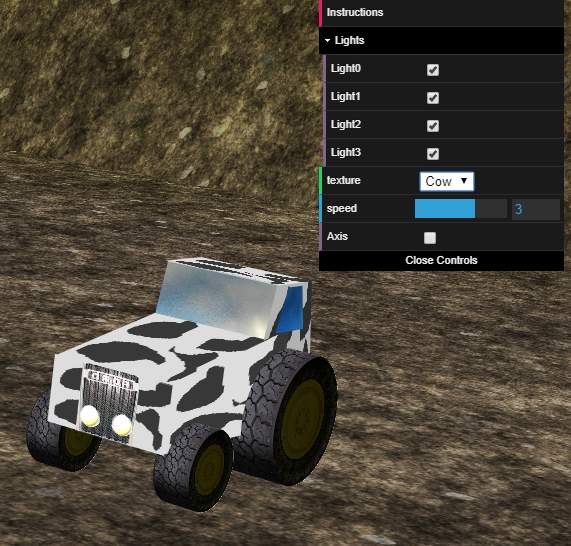 Instructions
Lights
Light0
Light1
Light2
Light3
texture Cow
speed 3
Axis
Close Controls